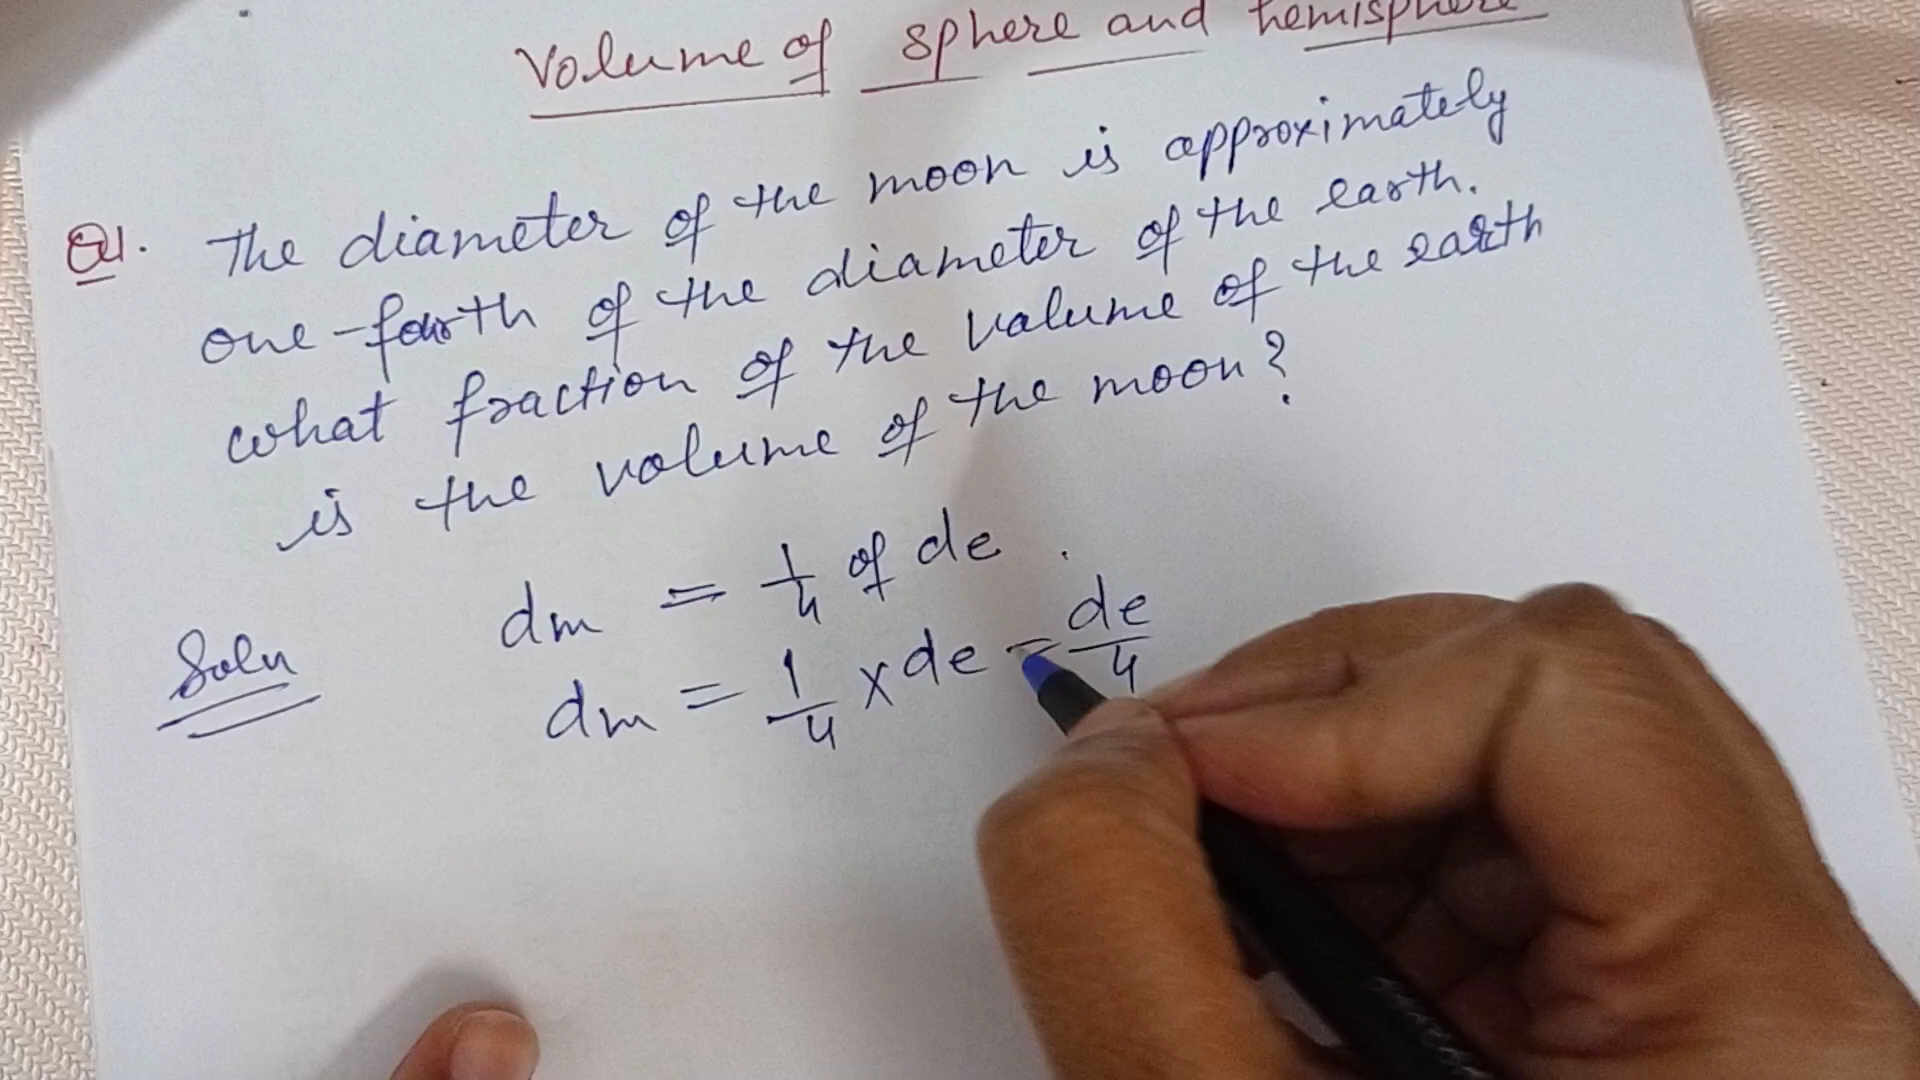 Volume of sphere and hemisphere
Q1. The diameter of the moon is approximately
one-fourth of the diameter of the earth.
what fraction of the volume of the earth
is the volume of the moon?
Soln
dm = 1/4 of de.
dm = 1/4 x de = de/4